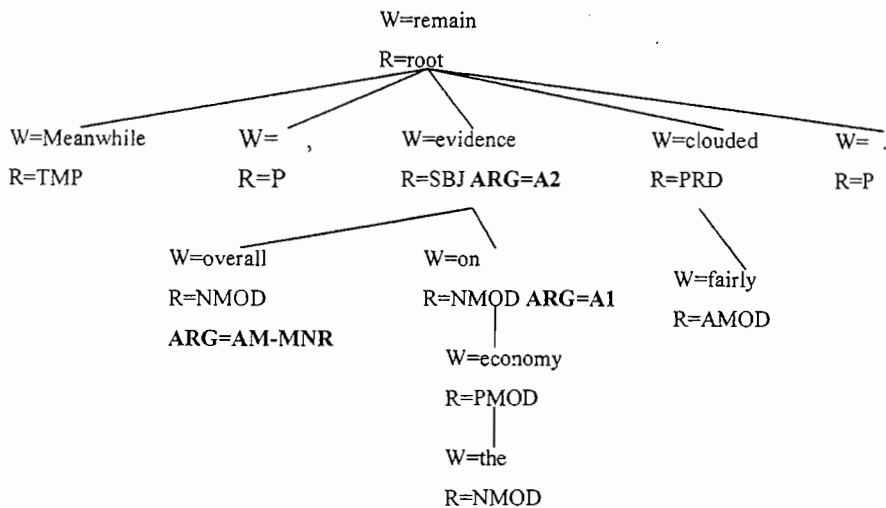 W=remain
R=root
W=Meanwhile W= , W=evidence W=clouded W= .
R=TMP R=P R=SBJ ARG=A2 R=PRD R=P
W=overall W=on W=fairly
R=NMOD R=NMOD ARG=A1 R=AMOD
ARG=AM-MNR
W=economy
R=PMOD
W=the
R=NMOD